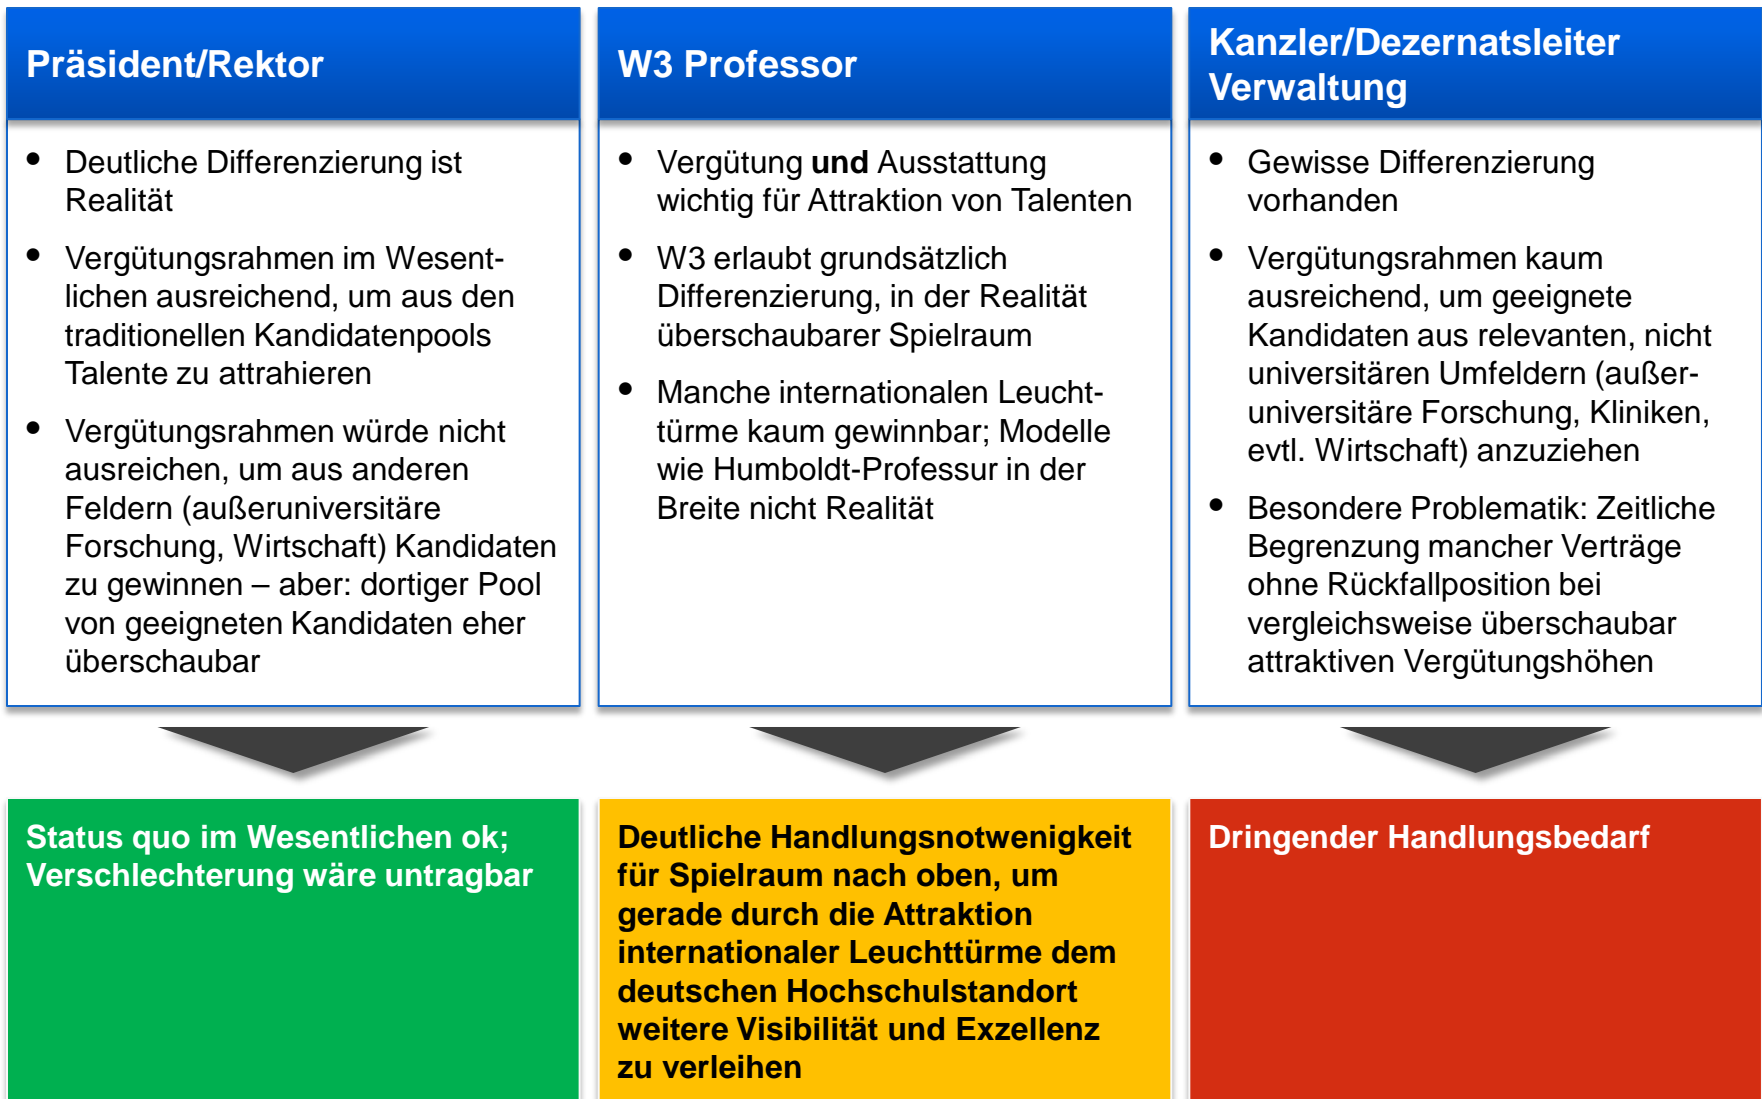 Präsident/Rektor
• Deutliche Differenzierung ist
Realität
• Vergütungsrahmen im Wesent-
lichen ausreichend, um aus den
traditionellen Kandidatenpools
Talente zu attrahieren
• Vergütungsrahmen würde nicht
ausreichen, um aus anderen
Feldern (außeruniversitäre
Forschung, Wirtschaft) Kandidaten
zu gewinnen – aber: dortiger Pool
von geeigneten Kandidaten eher
überschaubar
Status quo im Wesentlichen ok;
Verschlechterung wäre untragbar
W3 Professor
• Vergütung und Ausstattung
wichtig für Attraktion von Talenten
• W3 erlaubt grundsätzlich
Differenzierung, in der Realität
überschaubarer Spielraum
• Manche internationalen Leucht-
türme kaum gewinnbar; Modelle
wie Humboldt-Professur in der
Breite nicht Realität
Deutliche Handlungsnotwenigkeit
für Spielraum nach oben, um
gerade durch die Attraktion
internationaler Leuchttürme dem
deutschen Hochschulstandort
weitere Visibilität und Exzellenz
zu verleihen
Kanzler/Dezernatsleiter
Verwaltung
• Gewisse Differenzierung
vorhanden
• Vergütungsrahmen kaum
ausreichend, um geeignete
Kandidaten aus relevanten, nicht
universitären Umfeldern (außer-
universitäre Forschung, Kliniken,
evtl. Wirtschaft) anzuziehen
• Besondere Problematik: Zeitliche
Begrenzung mancher Verträge
ohne Rückfallposition bei
vergleichsweise überschaubar
attraktiven Vergütungshöhen
Dringender Handlungsbedarf